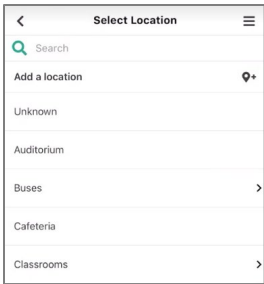 Select Location
Search
Add a location
Unknown
Auditorium
Buses
Cafeteria
Classrooms